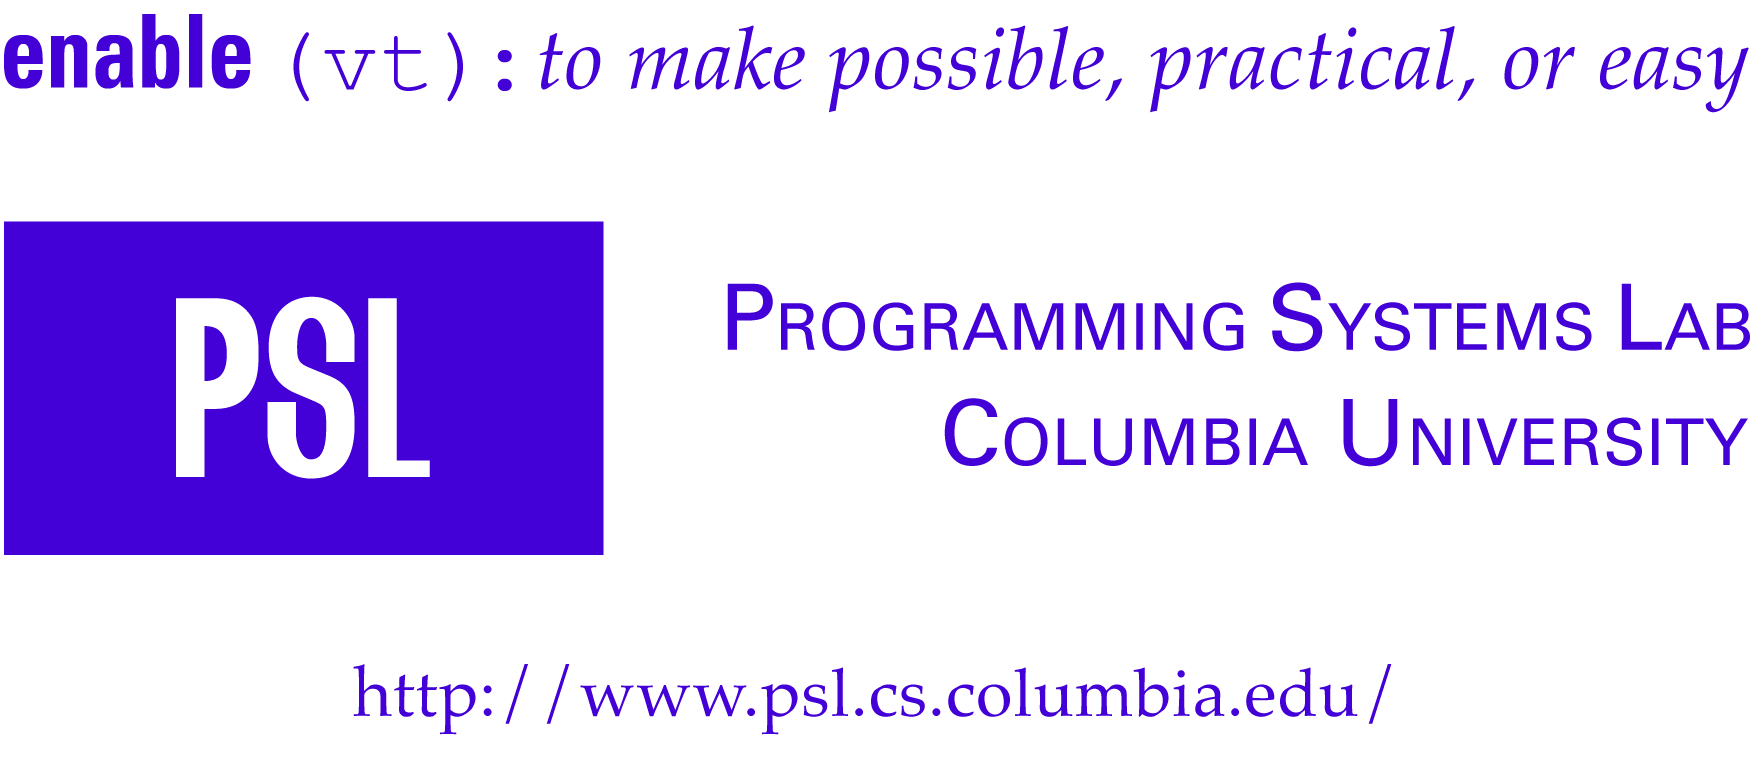 enable (vt): to make possible, practical, or easy
PSL
PROGRAMMING SYSTEMS LAB
COLUMBIA UNIVERSITY
http://www.psl.cs.columbia.edu/